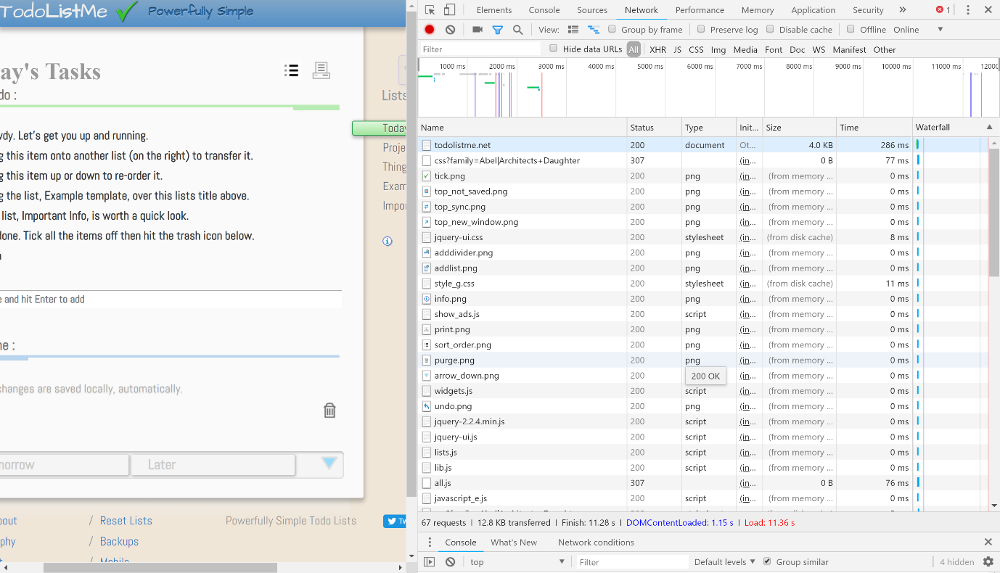 TodoListMe Powerfully Simple
ay's Tasks
do :
wdy. Let's get you up and running.
g this item onto another list (on the right) to transfer it.
g this item up or down to re-order it.
g the list, Example template, over this lists title above.
list, Important Info, is worth a quick look.
done. Tick all the items off then hit the trash icon below.
e and hit Enter to add
ne :
changes are saved locally, automatically.
morrow Later
Lists
Today
Proje
Thing
Exam
Impo
out / Reset Lists Powerfully Simple Todo Lists Tw
phy / Backups
/ Mobile
Elements Console Sources Network Performance Memory Application Security » 1
View: Group by frame Preserve log Disable cache Offline Online
Filter Hide data URLs All XHR JS CSS Img Media Font Doc WS Manifest Other
1000 ms 2000 ms 3000 ms 4000 ms 5000 ms 6000 ms 7000 ms 8000 ms 9000 ms 10000 ms 11000 ms 12000
Name Status Type Init... Size Time Waterfall
todolistme.net 200 document Ot... 4.0 KB 286 ms
css?family=Abel|Architects+Daughter 307 (in... 0 B 77 ms
tick.png 200 png (in... (from memory ... 0 ms
top_not_saved.png 200 png (in... (from memory ... 0 ms
top_sync.png 200 png (in... (from memory ... 0 ms
top_new_window.png 200 png (in... (from memory ... 0 ms
jquery-ui.css 200 stylesheet (in... (from disk cache) 8 ms
adddivider.png 200 png (in... (from memory ... 0 ms
addlist.png 200 png (in... (from memory ... 0 ms
style_g.css 200 stylesheet (in... (from disk cache) 11 ms
info.png 200 png (in... (from memory ... 0 ms
show_ads.js 200 script (in... (from memory ... 0 ms
print.png 200 png (in... (from memory ... 0 ms
sort_order.png 200 png (in... (from memory ... 0 ms
purge.png 200 png (in... (from memory ... 0 ms
arrow_down.png 200 (in... (from memory ... 0 ms
200 OK
widgets.js 200 script (in... (from memory ... 0 ms
undo.png 200 png (in... (from memory ... 0 ms
jquery-2.2.4.min.js 200 script (in... (from memory ... 0 ms
jquery-ui.js 200 script (in... (from memory ... 0 ms
lists.js 200 script (in... (from memory ... 0 ms
lib.js 200 script (in... (from memory ... 0 ms
all.js 307 (in... 0 B 76 ms
javascript_e.js 200 script (in... (from memory ... 0 ms
67 requests | 12.8 KB transferred | Finish: 11.28 s | DOMContentLoaded: 1.15 s | Load: 11.36 s
Console What's New Network conditions
top Filter Default levels Group similar 4 hidden